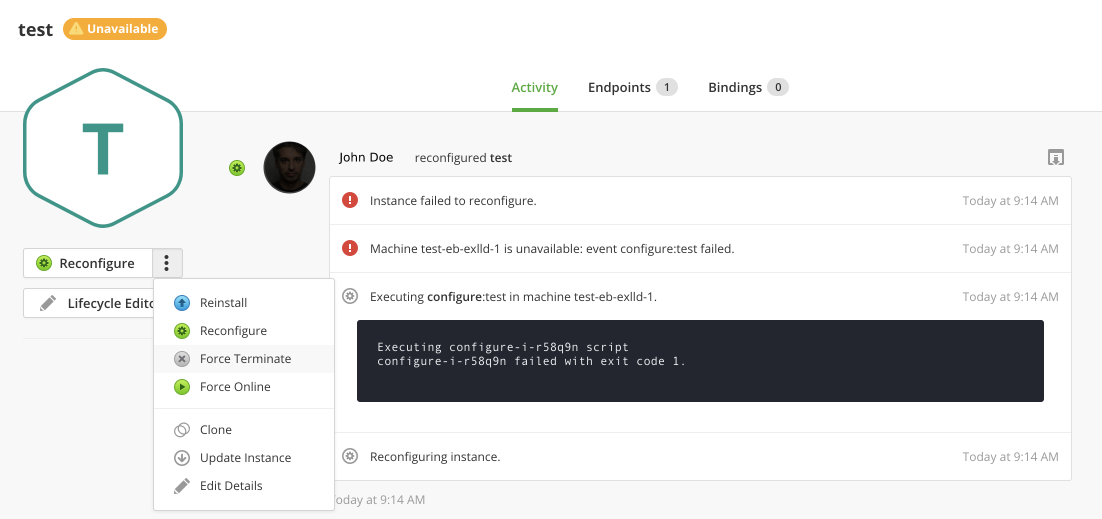 test Unavailable
T
Activity Endpoints 1 Bindings 0
John Doe reconfigured test
Instance failed to reconfigure. Today at 9:14 AM
Machine test-eb-exlld-1 is unavailable: event configure:test failed. Today at 9:14 AM
Executing configure:test in machine test-eb-exlld-1. Today at 9:14 AM
Executing configure-i-r58q9n script
configure-i-r58q9n failed with exit code 1.
Reconfiguring instance. Today at 9:14 AM
oday at 9:14 AM
Reconfigure
Lifecycle Edito
Reinstall
Reconfigure
Force Terminate
Force Online
Clone
Update Instance
Edit Details